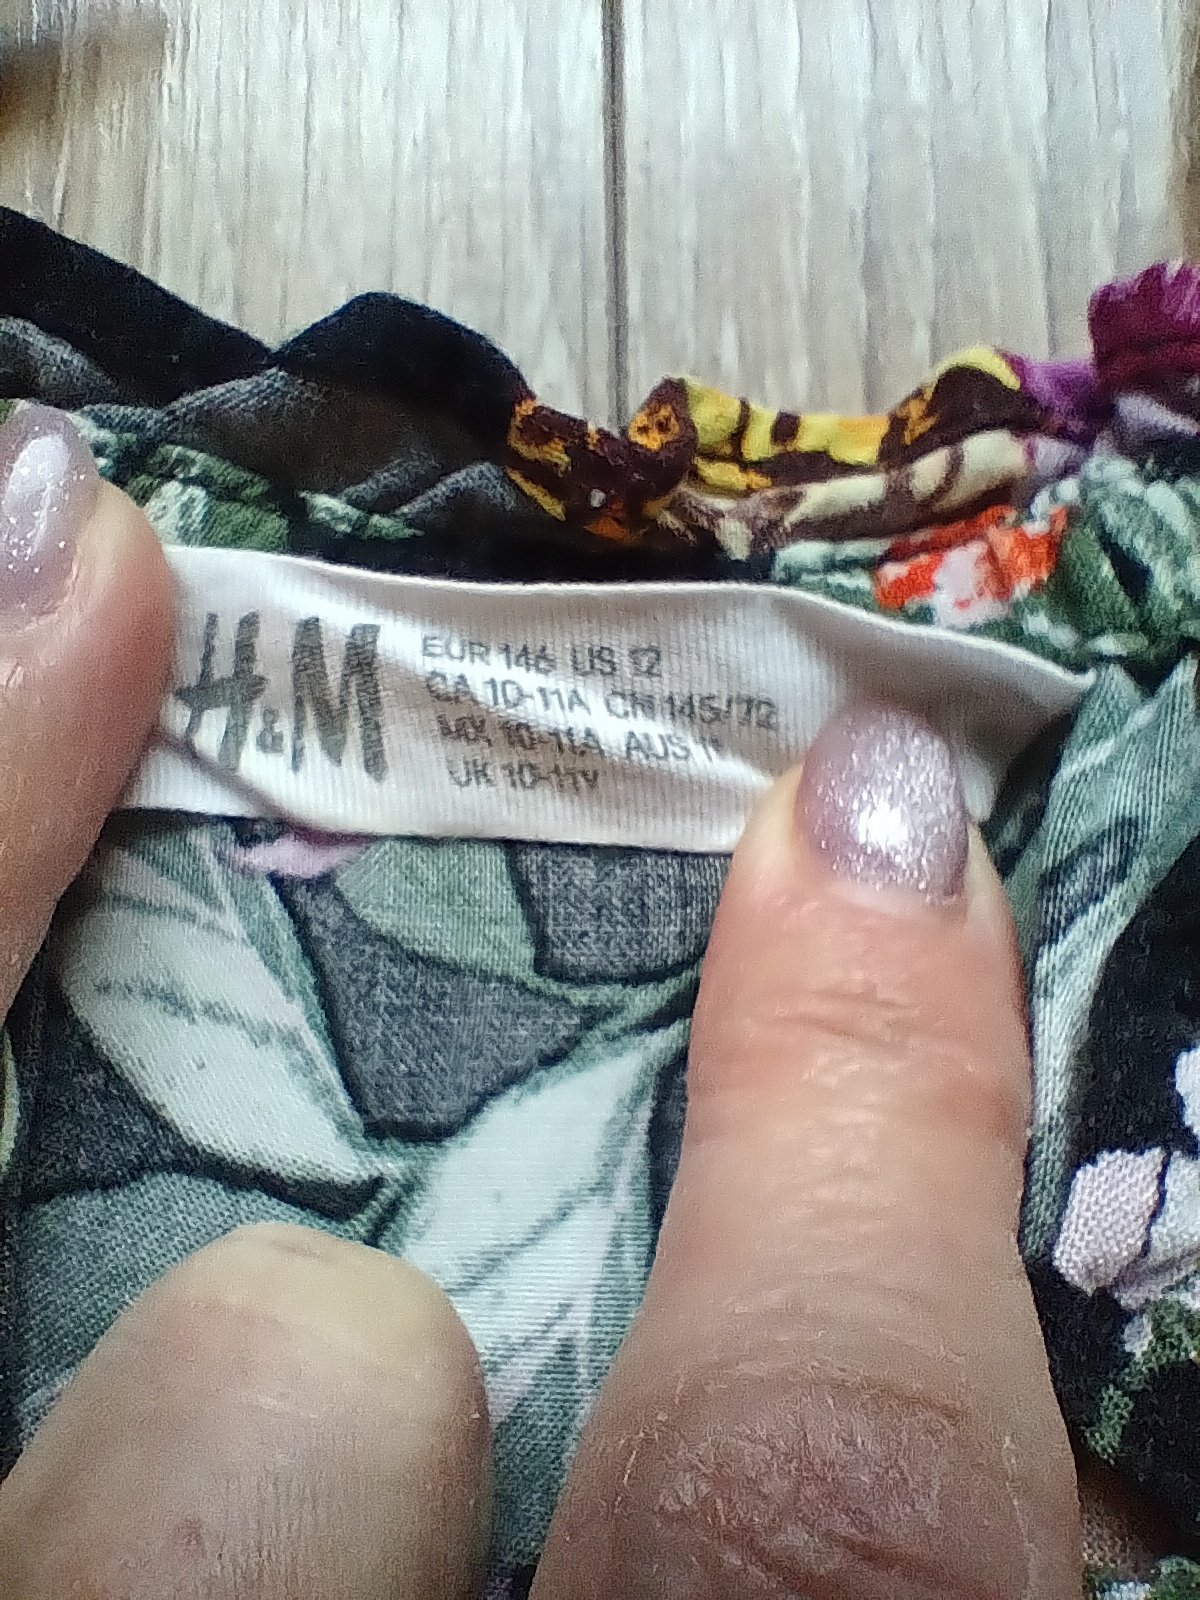 H&M
EUR 146 US 12
CA 10-11A CN 145/72
MX 10-11A AUS 11
UK 10-11Y